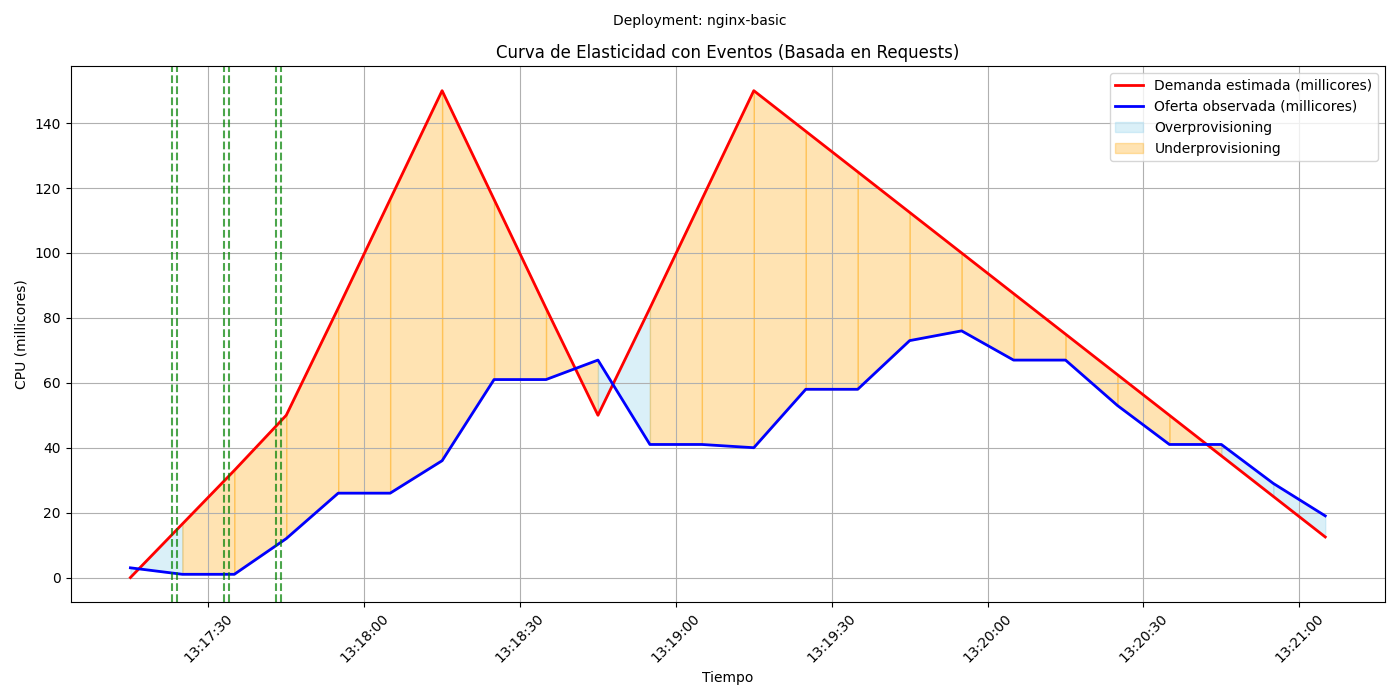 Deployment: nginx-basic
Curva de Elasticidad con Eventos (Basada en Requests)
Demanda estimada (millicores)
Oferta observada (millicores)
Overprovisioning
Underprovisioning
CPU (millicores)
140
120
100
80
60
40
20
0
13:17:30
13:18:00
13:18:30
13:19:00
13:19:30
13:20:00
13:20:30
13:21:00
Tiempo